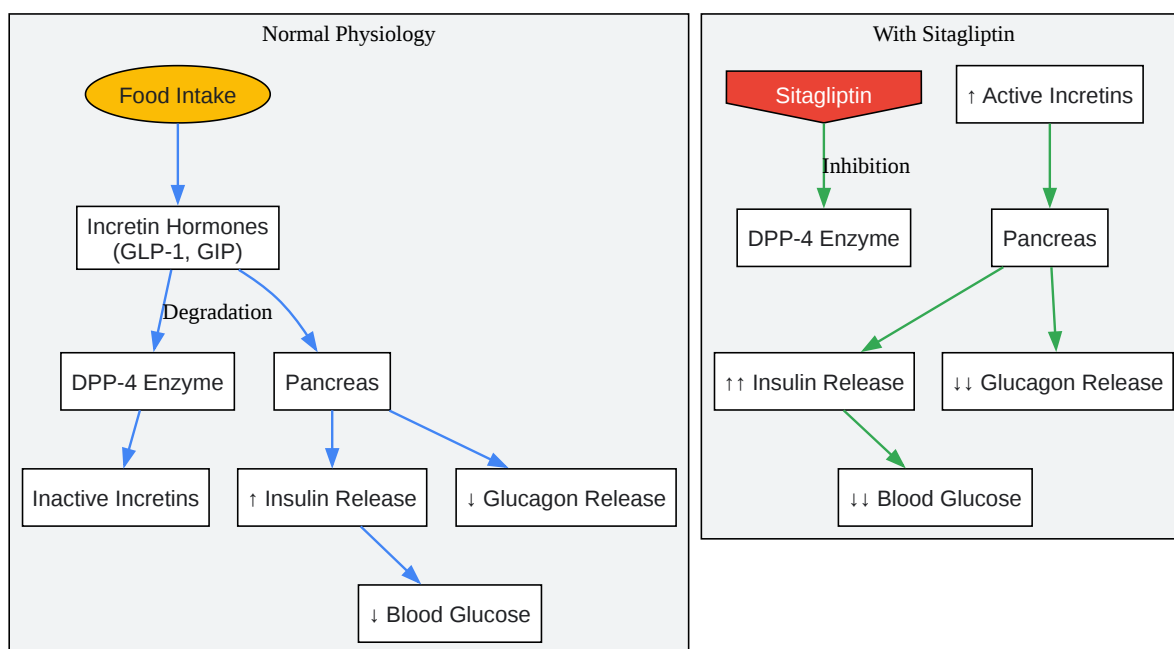 Normal Physiology
Food Intake
Incretin Hormones
(GLP-1, GIP)
Degradation
DPP-4 Enzyme
Pancreas
Inactive Incretins
↑ Insulin Release
↓ Glucagon Release
↓ Blood Glucose
With Sitagliptin
Sitagliptin
↑ Active Incretins
Inhibition
DPP-4 Enzyme
Pancreas
↑↑ Insulin Release
↓↓ Glucagon Release
↓↓ Blood Glucose